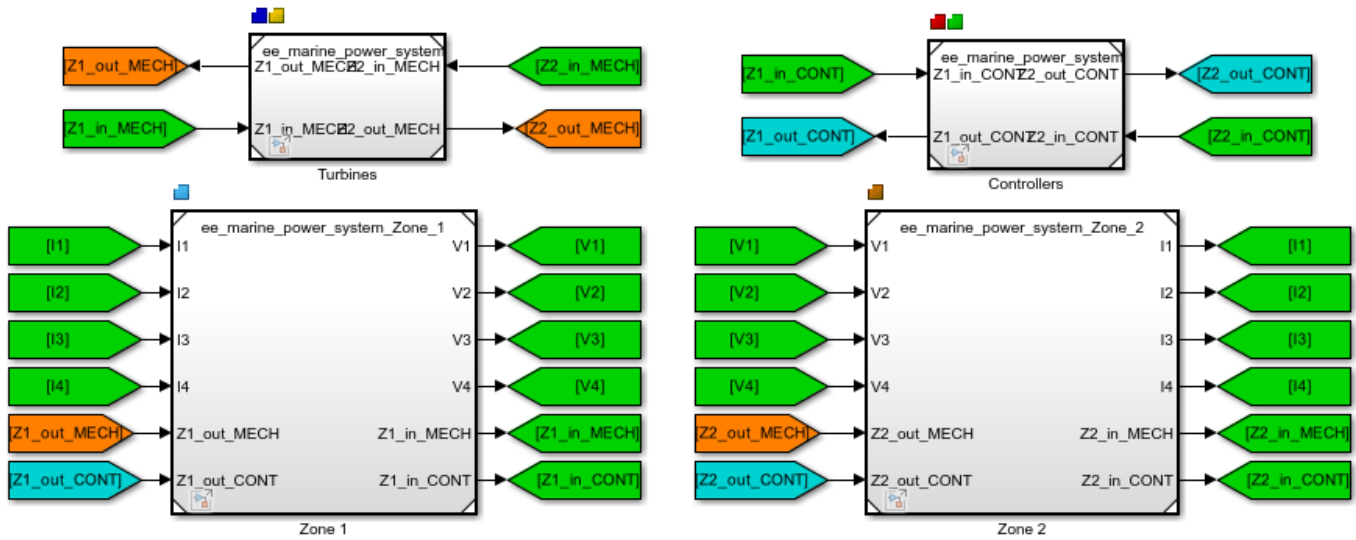 ee_marine_power_system
[Z1_out_MECH]
Z1_out_MECH
Z2_in_MECH
[Z2_in_MECH]
[Z1_in_MECH]
Z1_in_MECH
Z2_out_MECH
[Z2_out_MECH]
Turbines
ee_marine_power_system
[Z1_in_CONT]
Z1_in_CONT
Z2_out_CONT
[Z2_out_CONT]
[Z1_out_CONT]
Z1_out_CONT
Z2_in_CONT
[Z2_in_CONT]
Controllers
ee_marine_power_system_Zone_1
[I1]
I1
V1
[V1]
[I2]
I2
V2
[V2]
[I3]
I3
V3
[V3]
[I4]
I4
V4
[V4]
[Z1_out_MECH]
Z1_out_MECH
Z1_in_MECH
[Z1_in_MECH]
[Z1_out_CONT]
Z1_out_CONT
Z1_in_CONT
[Z1_in_CONT]
Zone 1
ee_marine_power_system_Zone_2
[V1]
V1
I1
[I1]
[V2]
V2
I2
[I2]
[V3]
V3
I3
[I3]
[V4]
V4
I4
[I4]
[Z2_out_MECH]
Z2_out_MECH
Z2_in_MECH
[Z2_in_MECH]
[Z2_out_CONT]
Z2_out_CONT
Z2_in_CONT
[Z2_in_CONT]
Zone 2